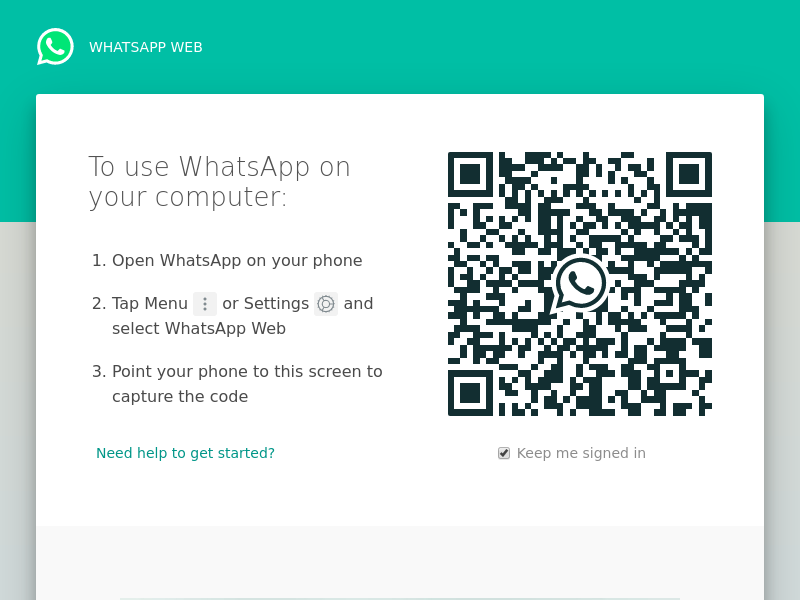 WHATSAPP WEB
To use WhatsApp on
your computer:
1. Open WhatsApp on your phone
2. Tap Menu or Settings and
select WhatsApp Web
3. Point your phone to this screen to
capture the code
Need help to get started?
Keep me signed in